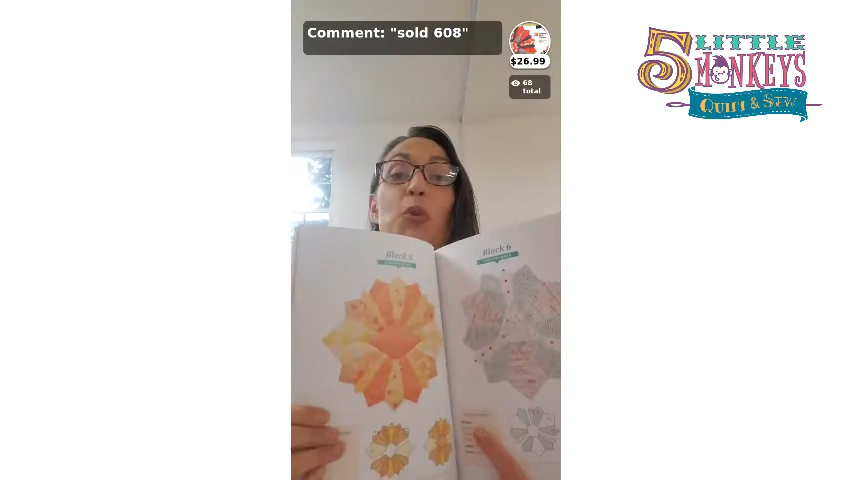 Comment: "sold 608"
$26.99
68
total
5 LITTLE
MONKEYS
QUILT & SEW
Block 5
Block 6